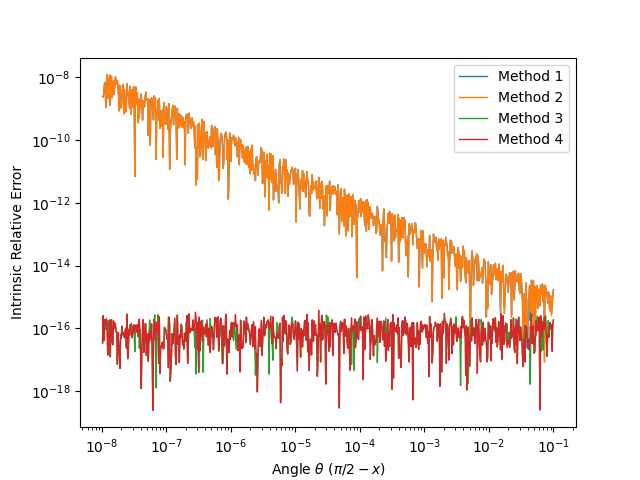 Method 1
Method 2
Method 3
Method 4
10⁻⁸
10⁻¹⁰
10⁻¹²
10⁻¹⁴
10⁻¹⁶
10⁻¹⁸
Intrinsic Relative Error
10⁻⁸ 10⁻⁷ 10⁻⁶ 10⁻⁵ 10⁻⁴ 10⁻³ 10⁻² 10⁻¹
Angle θ (π/2 − x)